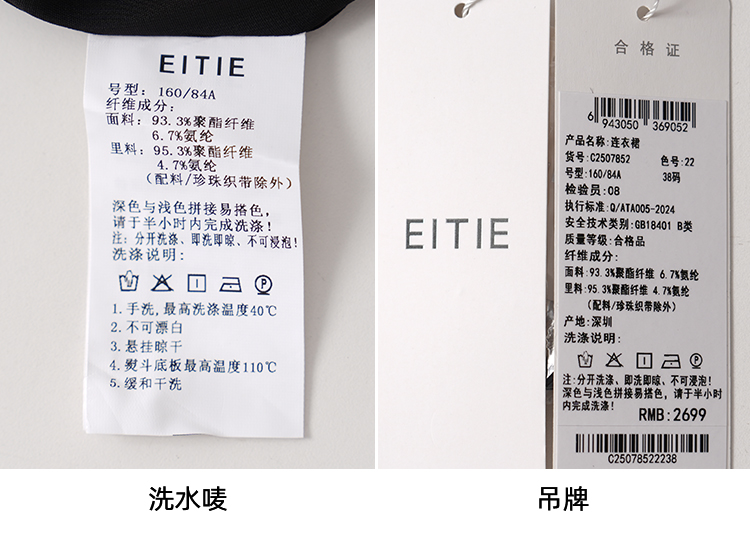 EITIE
号型：160/84A
纤维成分：
面料：93.3%聚酯纤维
6.7%氨纶
里料：95.3%聚酯纤维
4.7%氨纶
（配料/珍珠织带除外）
深色与浅色拼接易搭色，
请于半小时内完成洗涤！
注：分开洗涤、即洗即晾、不可浸泡！
洗涤说明：
1.手洗，最高洗涤温度40℃
2.不可漂白
3.悬挂晾干
4.熨斗底板最高温度110℃
5.缓和干洗
洗水唛
EITIE
合格证
6 943050 369052
产品名称：连衣裙
货号：C2507852 色号：22
号型：160/84A 38码
检验员：08
执行标准：Q/ATA005-2024
安全技术类别：GB18401 B类
质量等级：合格品
纤维成分：
面料：93.3%聚酯纤维 6.7%氨纶
里料：95.3%聚酯纤维 4.7%氨纶
（配料/珍珠织带除外）
产地：深圳
洗涤说明：
注：分开洗涤、即洗即晾、不可浸泡！
深色与浅色拼接易搭色，请于半小时
内完成洗涤！
RMB：2699
C25078522238
吊牌